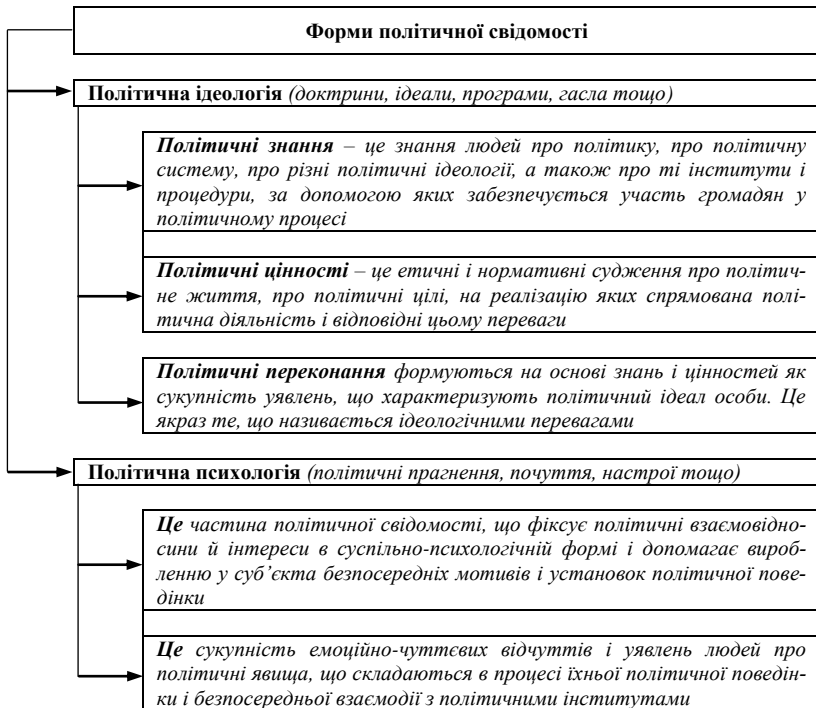 Форми політичної свідомості
Політична ідеологія (доктрини, ідеали, програми, гасла тощо)
Політичні знання – це знання людей про політику, про політичну
систему, про різні політичні ідеології, а також про ті інститути і
процедури, за допомогою яких забезпечується участь громадян у
політичному процесі
Політичні цінності – це етичні і нормативні судження про політич-
не життя, про політичні цілі, на реалізацію яких спрямована полі-
тична діяльність і відповідні цьому переваги
Політичні переконання формуються на основі знань і цінностей як
сукупність уявлень, що характеризують політичний ідеал особи. Це
якраз те, що називається ідеологічними перевагами
Політична психологія (політичні прагнення, почуття, настрої тощо)
Це частина політичної свідомості, що фіксує політичні взаємовідно-
сини й інтереси в суспільно-психологічній формі і допомагає вироб-
ленню у суб’єкта безпосередніх мотивів і установок політичної пове-
дінки
Це сукупність емоційно-чуттєвих відчуттів і уявлень людей про
політичні явища, що складаються в процесі їхньої політичної поведін-
ки і безпосередньої взаємодії з політичними інститутами